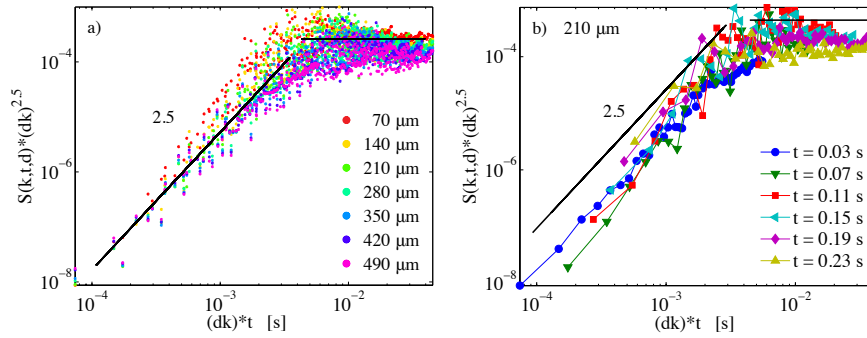 a)
S(k,t,d)*(dk)^2.5
10^-4
10^-6
10^-8
2.5
70 μm
140 μm
210 μm
280 μm
350 μm
420 μm
490 μm
10^-4
10^-3
10^-2
(dk)*t [s]
b)
210 μm
S(k,t,d)*(dk)^2.5
10^-4
10^-6
10^-8
2.5
t = 0.03 s
t = 0.07 s
t = 0.11 s
t = 0.15 s
t = 0.19 s
t = 0.23 s
10^-4
10^-3
10^-2
(dk)*t [s]